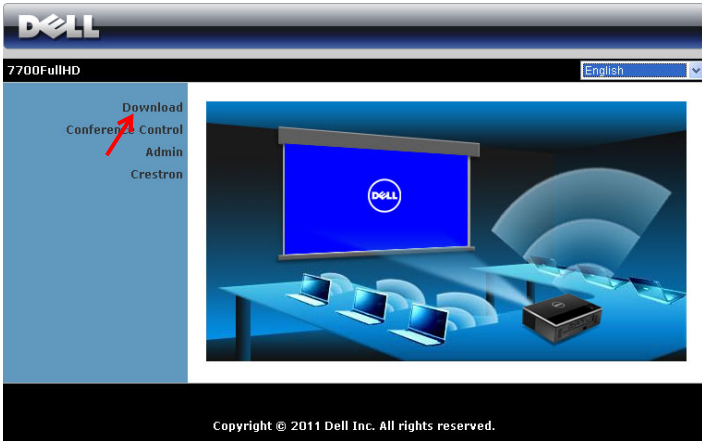 DELL
7700FullHD
English
Download
Conference Control
Admin
Crestron
DELL
Copyright © 2011 Dell Inc. All rights reserved.